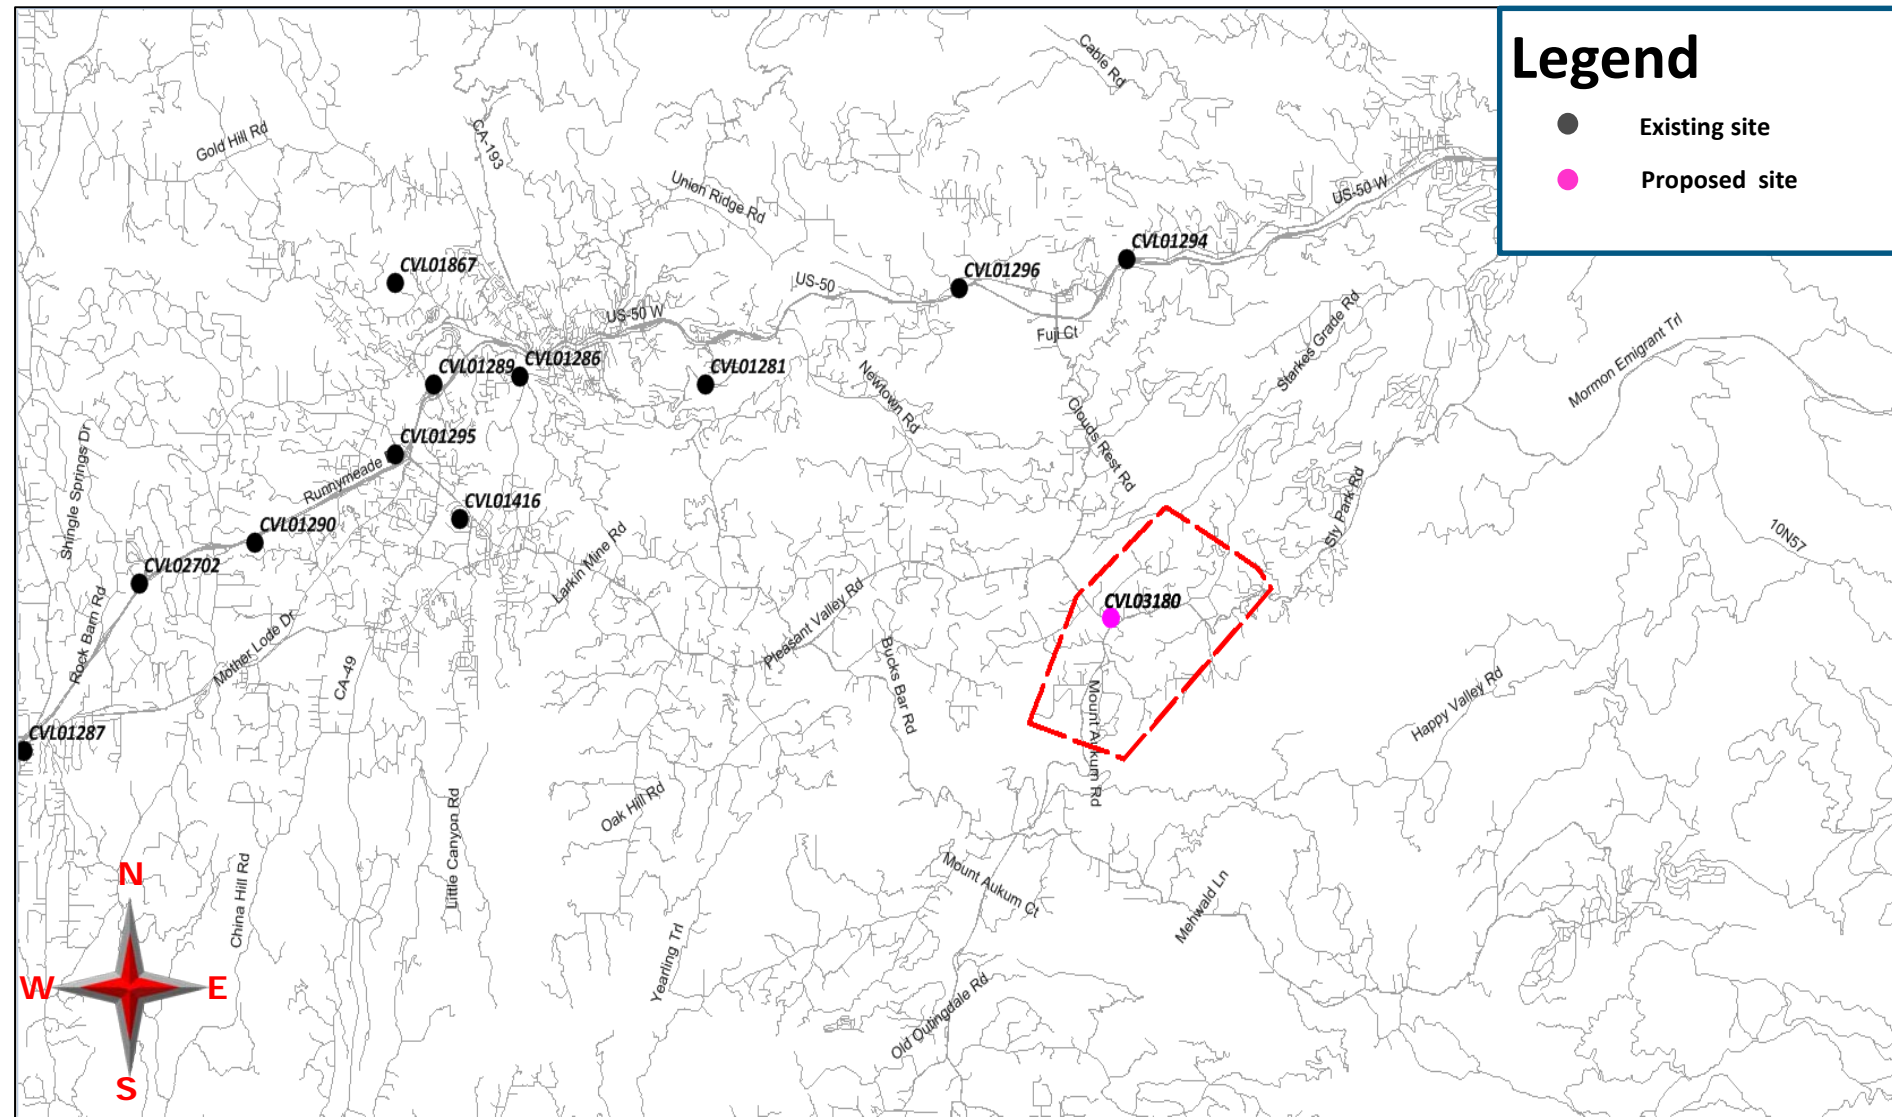 Legend
Existing site
Proposed site
Cable Rd
Gold Hill Rd
CA-193
Union Ridge Rd
US-50 W
CVL01294
CVL01867
CVL01296
US-50
US-50 W
Fuji Ct
Starkes Grade Rd
Mormon Emigrant Trl
CVL01286
CVL01289
CVL01281
Newtown Rd
Clouds Rest Rd
Shingle Springs Dr
CVL01295
Runnymeade
CVL01416
Sly Park Rd
10N57
CVL01290
CVL02702
Larkin Mine Rd
Pleasant Valley Rd
CVL03180
Rock Barn Rd
Mother Lode Dr
CA-49
Bucks Bar Rd
Mount Aukum Rd
Happy Valley Rd
CVL01287
Oak Hill Rd
Little Canyon Rd
China Hill Rd
Mount Aukum Ct
Mehwald Ln
Yearling Trl
Old Outingdale Rd
N
W
E
S